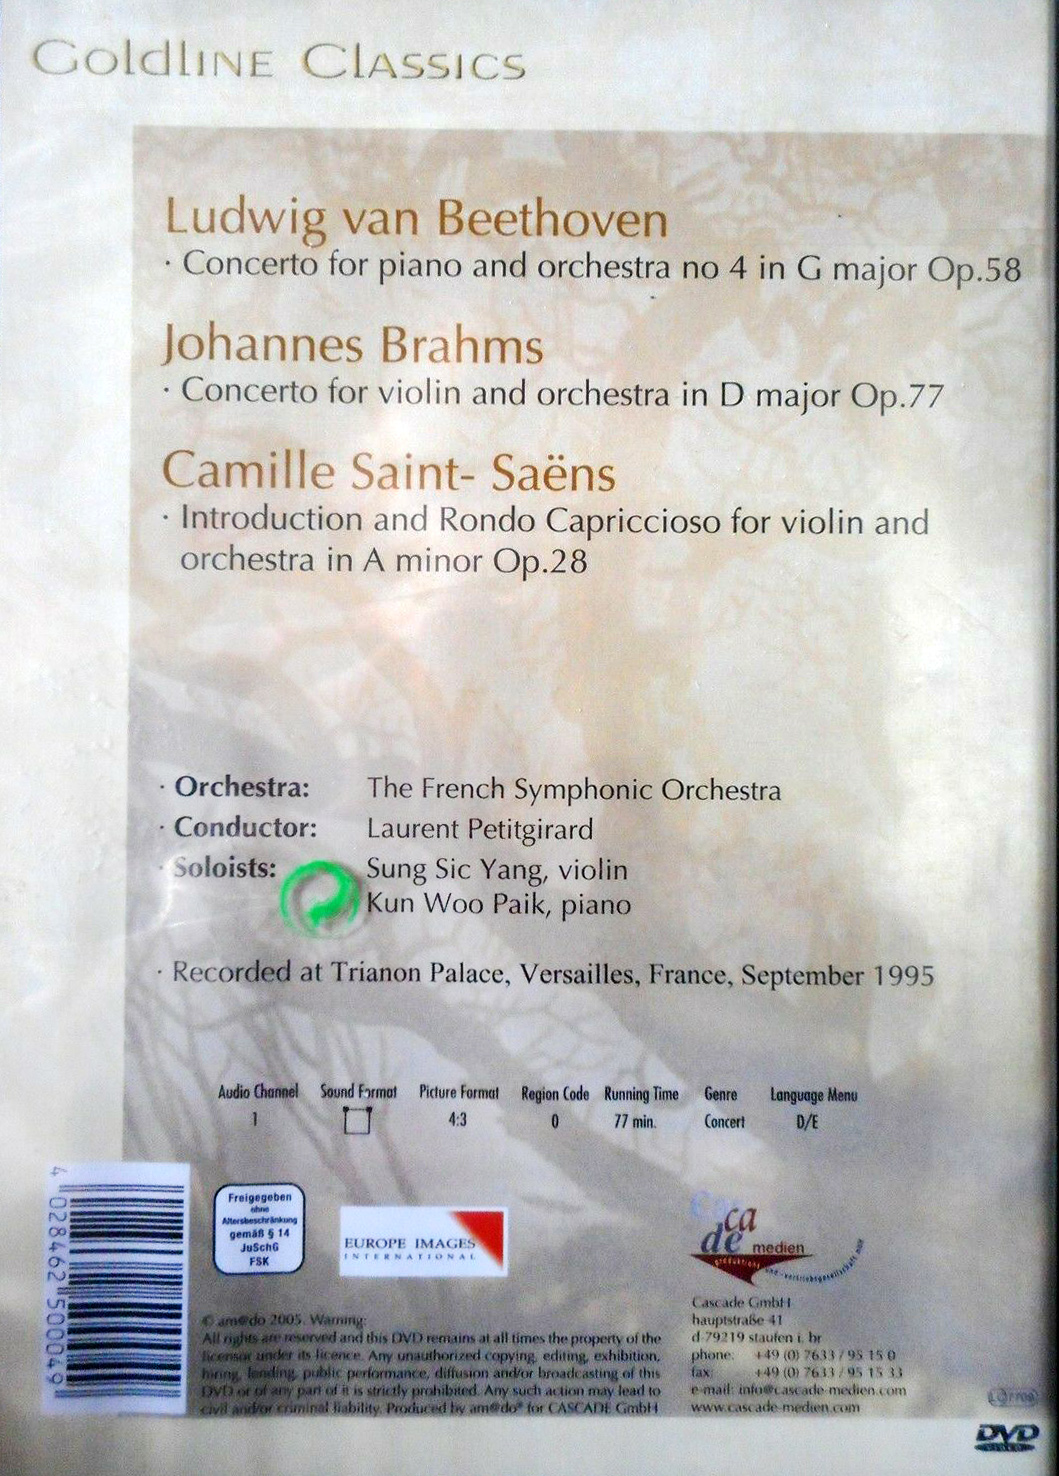 Goldline Classics
Ludwig van Beethoven
· Concerto for piano and orchestra no 4 in G major Op.58
Johannes Brahms
· Concerto for violin and orchestra in D major Op.77
Camille Saint- Saëns
· Introduction and Rondo Capriccioso for violin and
orchestra in A minor Op.28
· Orchestra: The French Symphonic Orchestra
· Conductor: Laurent Petitgirard
· Soloists: Sung Sic Yang, violin
Kun Woo Paik, piano
· Recorded at Trianon Palace, Versailles, France, September 1995
Audio Channel Sound Format Picture Format Region Code Running Time Genre Language Menu
1 4:3 0 77 min. Concert D/E
4 028462 500049
Freigegeben
ohne
Altersbeschränkung
gemäß § 14
JuSchG
FSK
EUROPE IMAGES
INTERNATIONAL
ca
de medien
produktions
© am@do 2005. Warning:
All rights are reserved and this DVD remains at all times the property of the
licensor under its licence. Any unauthorized copying, editing, exhibition,
hiring, lending, public performance, diffusion and/or broadcasting of this
DVD or of any part of it is strictly prohibited. Any such action may lead to
civil and/or criminal liability. Produced by am@do® for CASCADE GmbH
Cascade GmbH
hauptstraße 41
d-79219 staufen i. br
phone: +49 (0) 7633 / 95 15 0
fax: +49 (0) 7633 / 95 15 33
e-mail: info@cascade-medien.com
www.cascade-medien.com
DVD
VIDEO